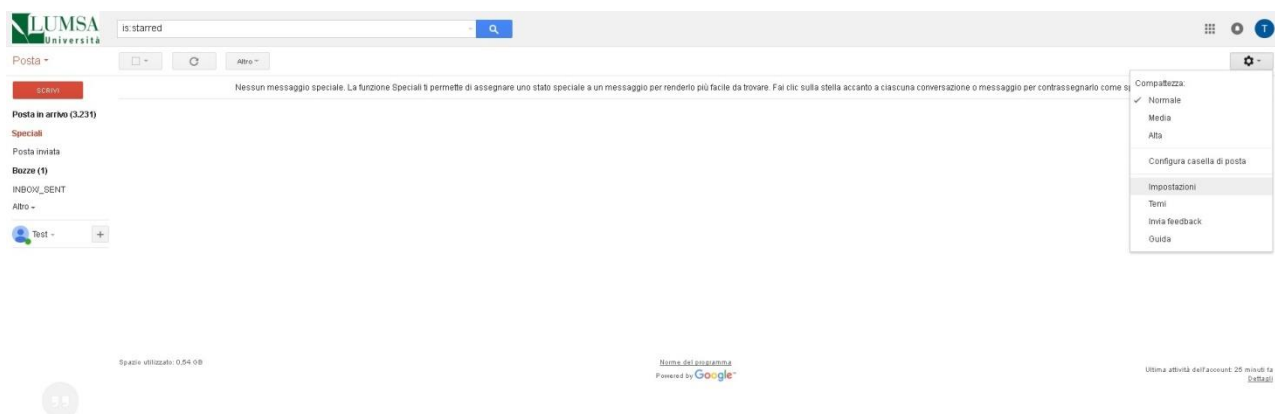 LUMSA
Università
is:starred
T
Posta
Altro
SCRIVI
Nessun messaggio speciale. La funzione Speciali ti permette di assegnare uno stato speciale a un messaggio per renderlo più facile da trovare. Fai clic sulla stella accanto a ciascuna conversazione o messaggio per contrassegnarlo come
Posta in arrivo (3.231)
Speciali
Posta inviata
Bozze (1)
INBOX/_SENT
Altro
Test
+
Compattezza:
✓ Normale
Media
Alta
Configura casella di posta
Impostazioni
Temi
Invia feedback
Guida
Spazio utilizzato: 0,54 GB
Norme del programma
Powered by Google™
Ultima attività dell'account: 25 minuti fa
Dettagli